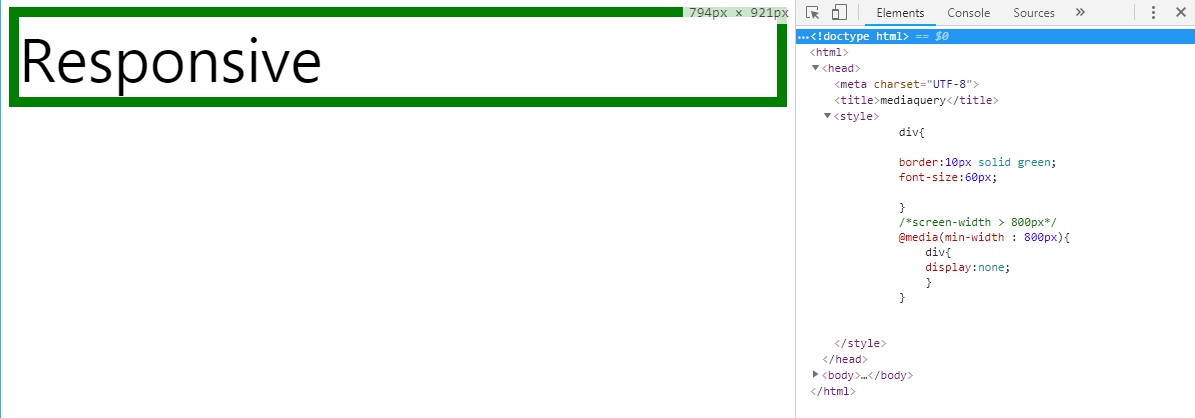 794px × 921px
Responsive
Elements Console Sources »
…<!doctype html> == $0
<html>
▼<head>
<meta charset="UTF-8">
<title>mediaquery</title>
▼<style>
div{
border:10px solid green;
font-size:60px;
}
/*screen-width > 800px*/
@media(min-width : 800px){
div{
display:none;
}
}
</style>
</head>
▶<body>…</body>
</html>